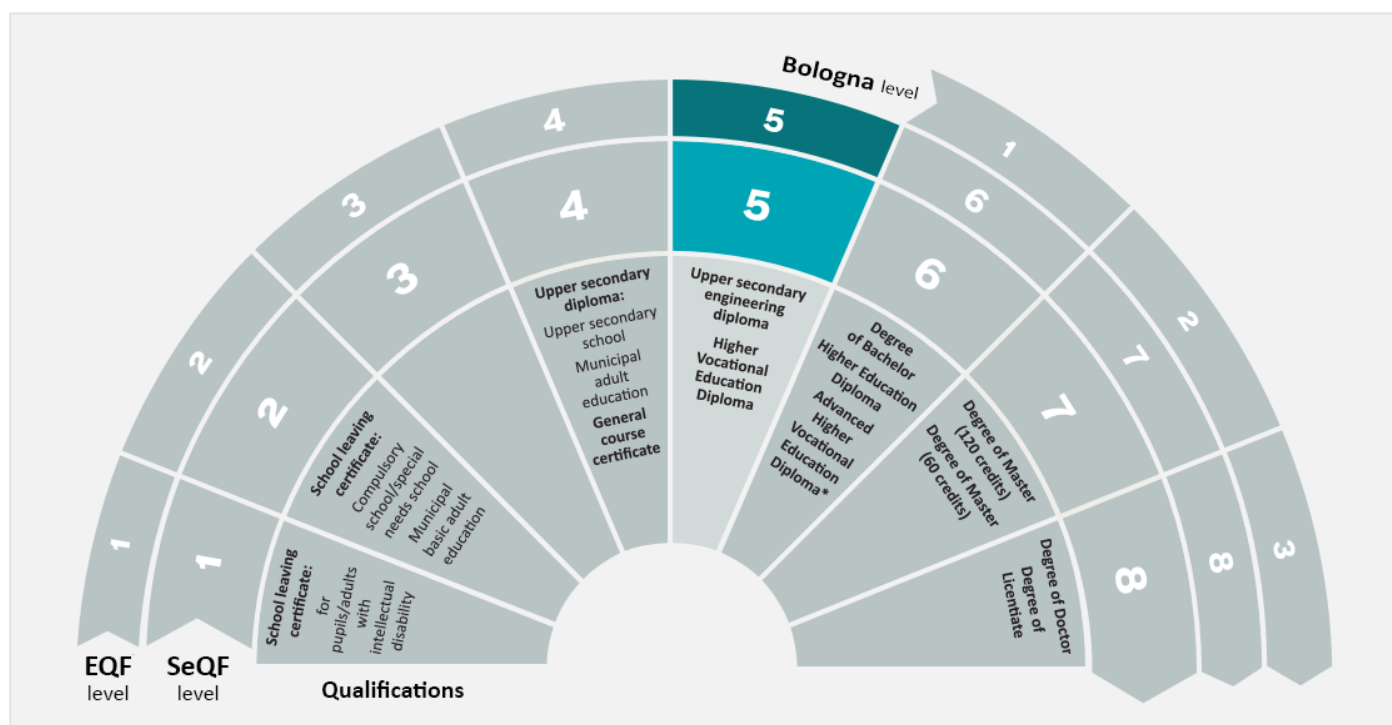 Bologna level
1
2
3
1
2
3
4
5
6
7
8
1
2
3
4
5
6
7
8
School leaving
certificate:
for
pupils/adults
with
intellectual
disability
School leaving
certificate:
Compulsory
school/special
needs school
Municipal
basic adult
education
Upper secondary
diploma:
Upper secondary
school
Municipal
adult
education
General
course
certificate
Upper secondary
engineering
diploma
Higher
Vocational
Education
Diploma
Degree
of Bachelor
Higher Education
Diploma
Advanced
Higher
Vocational
Education
Diploma*
Degree of Master
(120 credits)
Degree of Master
(60 credits)
Degree of Doctor
Degree of
Licentiate
EQF
level
SeQF
level
Qualifications